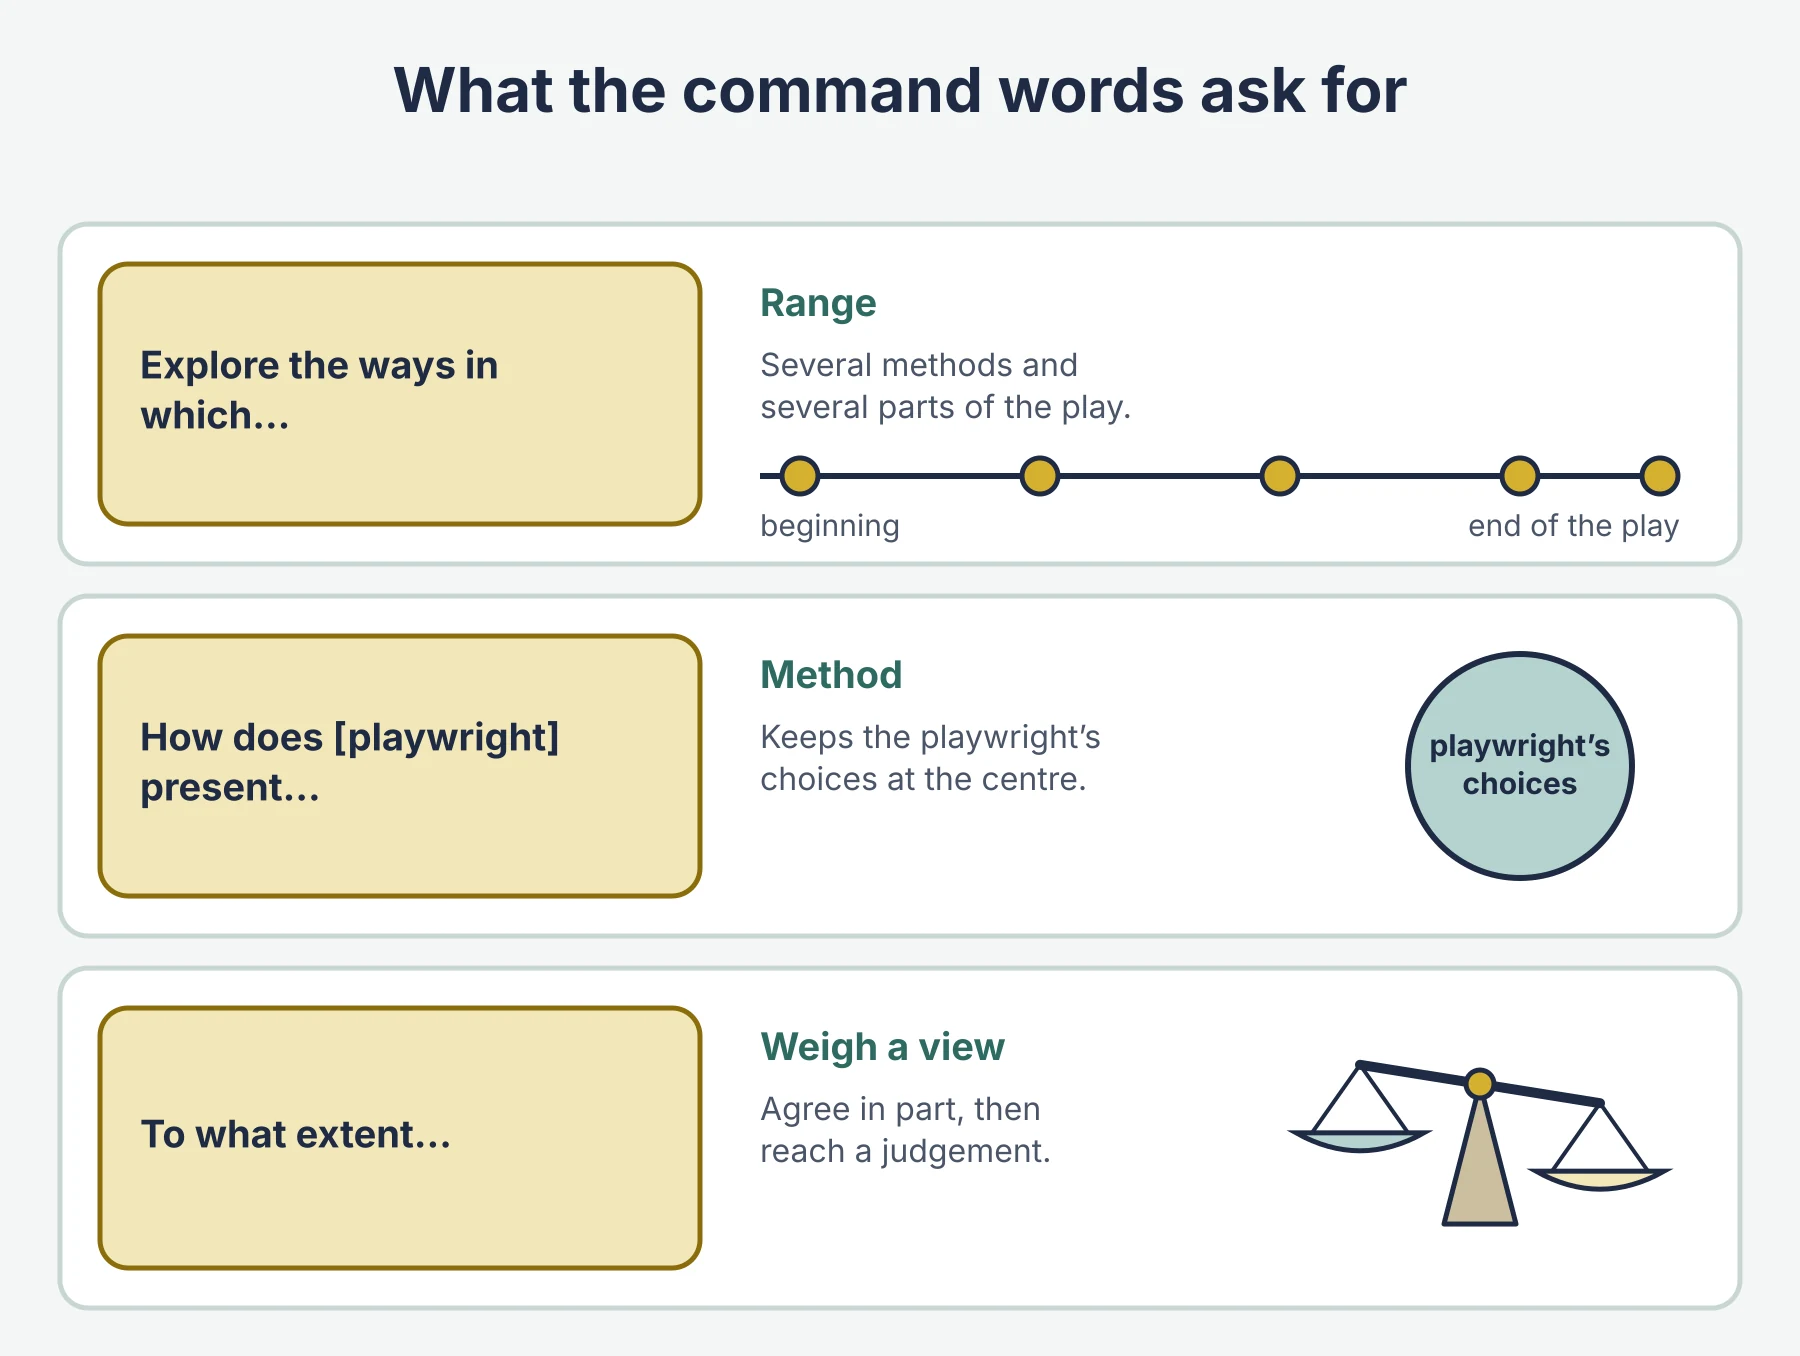 What the command words ask for
Explore the ways in
which…
Range
Several methods and
several parts of the play.
beginning
end of the play
How does [playwright]
present…
Method
Keeps the playwright’s
choices at the centre.
playwright’s
choices
To what extent…
Weigh a view
Agree in part, then
reach a judgement.